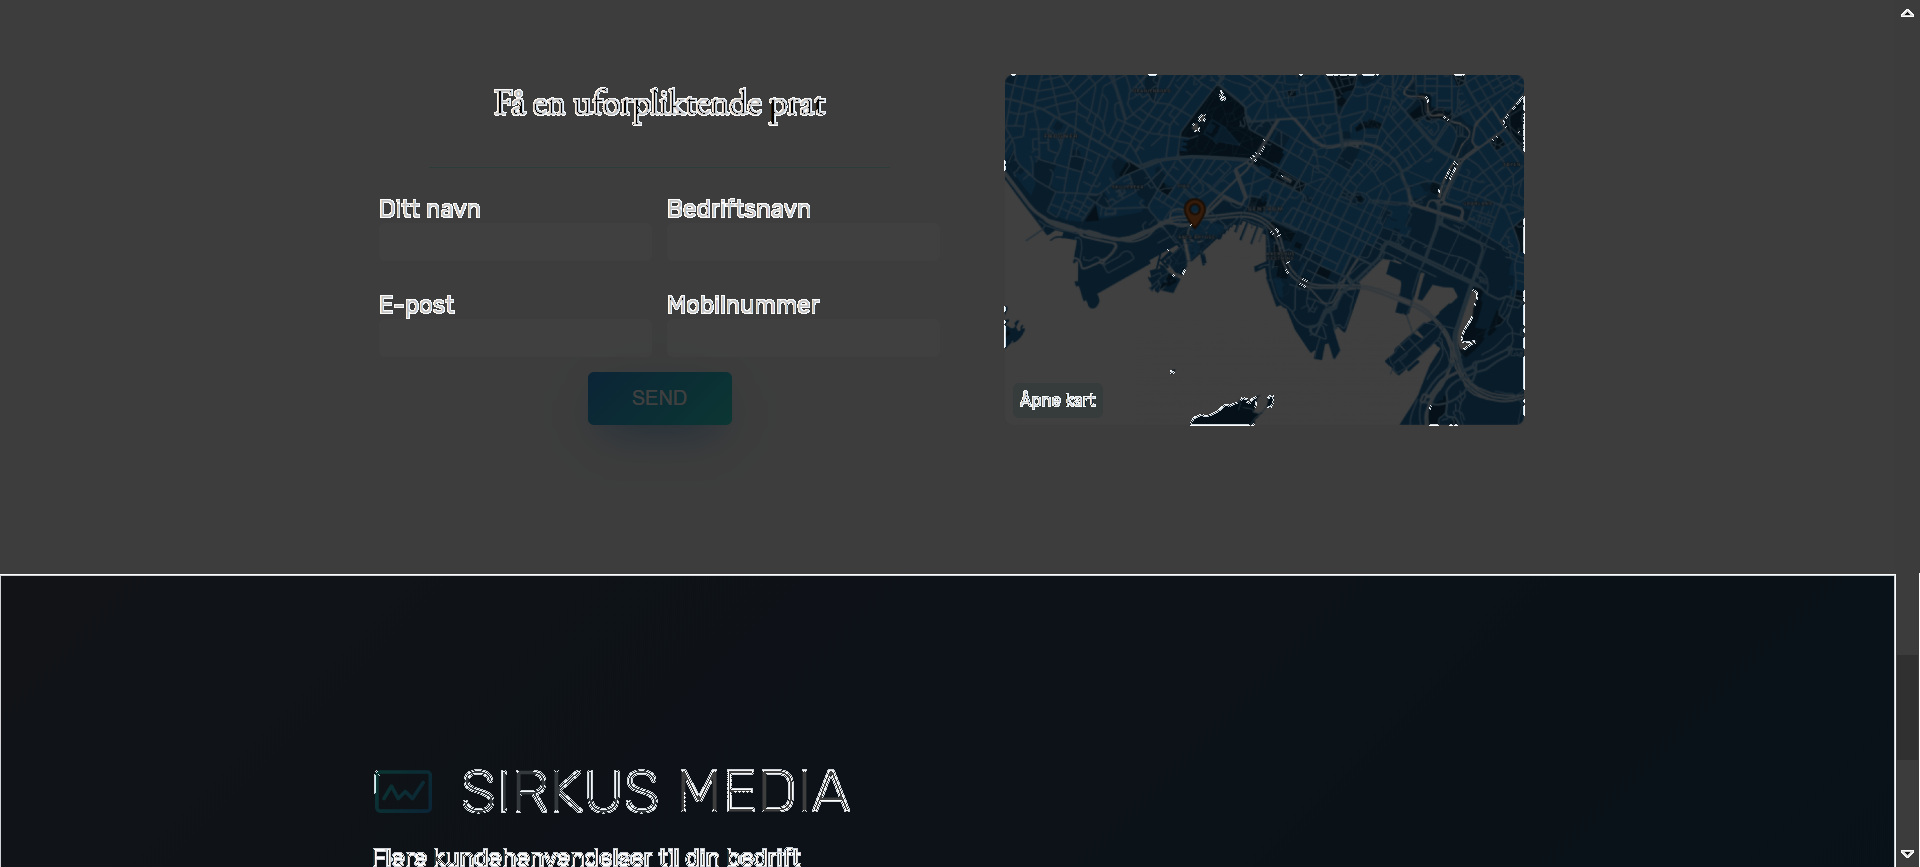 Få en uforpliktende prat
Ditt navn
Bedriftsnavn
E-post
Mobilnummer
SEND
Åpne kart
SIRKUS MEDIA
Flere kundehenvendelser til din bedrift